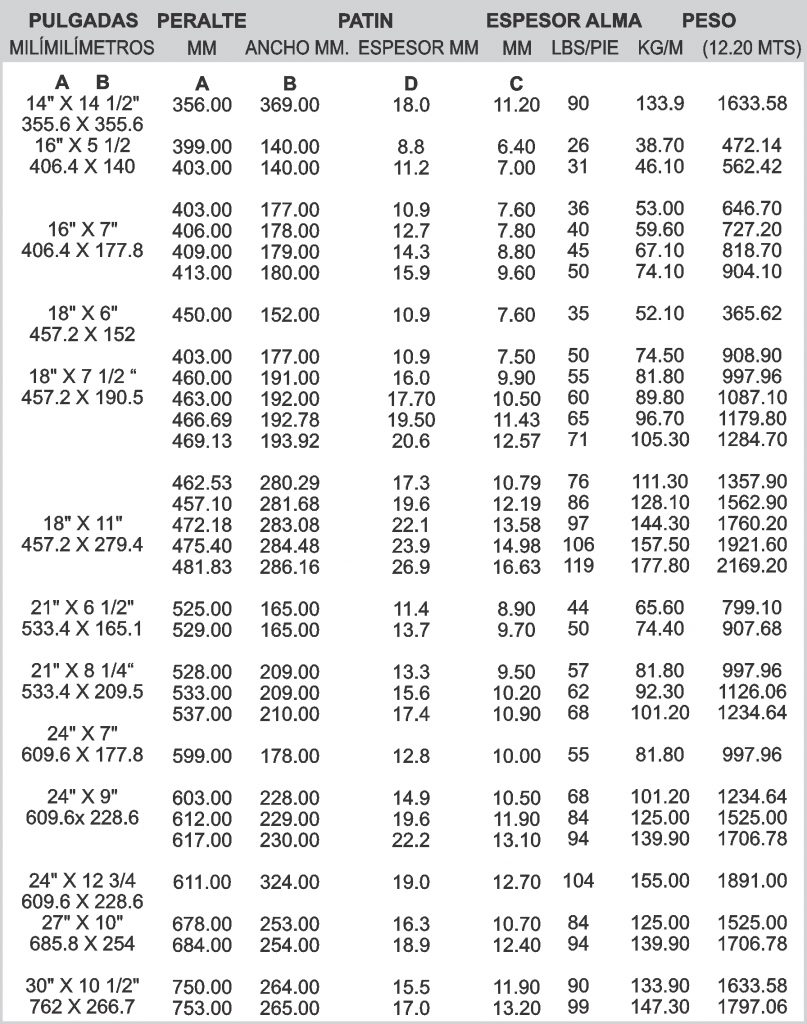 PULGADAS PERALTE PATIN ESPESOR ALMA PESO
MILÍMILÍMETROS MM ANCHO MM. ESPESOR MM MM LBS/PIE KG/M (12.20 MTS)
A B A B D C
14" X 14 1/2" 356.00 369.00 18.0 11.20 90 133.9 1633.58
355.6 X 355.6
16" X 5 1/2 399.00 140.00 8.8 6.40 26 38.70 472.14
406.4 X 140 403.00 140.00 11.2 7.00 31 46.10 562.42
403.00 177.00 10.9 7.60 36 53.00 646.70
16" X 7" 406.00 178.00 12.7 7.80 40 59.60 727.20
406.4 X 177.8 409.00 179.00 14.3 8.80 45 67.10 818.70
413.00 180.00 15.9 9.60 50 74.10 904.10
18" X 6" 450.00 152.00 10.9 7.60 35 52.10 365.62
457.2 X 152
403.00 177.00 10.9 7.50 50 74.50 908.90
18" X 7 1/2 “ 460.00 191.00 16.0 9.90 55 81.80 997.96
457.2 X 190.5 463.00 192.00 17.70 10.50 60 89.80 1087.10
466.69 192.78 19.50 11.43 65 96.70 1179.80
469.13 193.92 20.6 12.57 71 105.30 1284.70
462.53 280.29 17.3 10.79 76 111.30 1357.90
457.10 281.68 19.6 12.19 86 128.10 1562.90
18" X 11" 472.18 283.08 22.1 13.58 97 144.30 1760.20
457.2 X 279.4 475.40 284.48 23.9 14.98 106 157.50 1921.60
481.83 286.16 26.9 16.63 119 177.80 2169.20
21" X 6 1/2" 525.00 165.00 11.4 8.90 44 65.60 799.10
533.4 X 165.1 529.00 165.00 13.7 9.70 50 74.40 907.68
21" X 8 1/4“ 528.00 209.00 13.3 9.50 57 81.80 997.96
533.4 X 209.5 533.00 209.00 15.6 10.20 62 92.30 1126.06
537.00 210.00 17.4 10.90 68 101.20 1234.64
24" X 7"
609.6 X 177.8 599.00 178.00 12.8 10.00 55 81.80 997.96
24" X 9" 603.00 228.00 14.9 10.50 68 101.20 1234.64
609.6x 228.6 612.00 229.00 19.6 11.90 84 125.00 1525.00
617.00 230.00 22.2 13.10 94 139.90 1706.78
24" X 12 3/4 611.00 324.00 19.0 12.70 104 155.00 1891.00
609.6 X 228.6
27" X 10" 678.00 253.00 16.3 10.70 84 125.00 1525.00
685.8 X 254 684.00 254.00 18.9 12.40 94 139.90 1706.78
30" X 10 1/2" 750.00 264.00 15.5 11.90 90 133.90 1633.58
762 X 266.7 753.00 265.00 17.0 13.20 99 147.30 1797.06